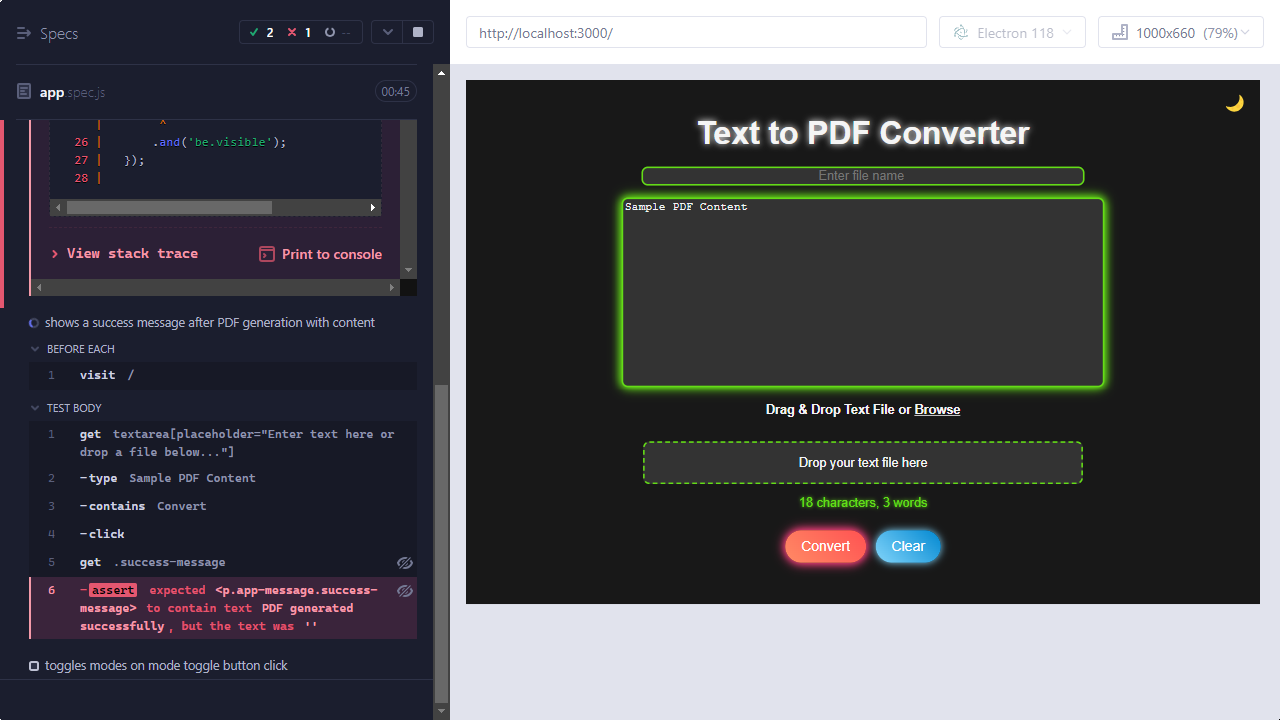 Specs
2
1
--
app spec.js
00:45
^
26 | .and('be.visible');
27 | });
28 |
View stack trace
Print to console
shows a success message after PDF generation with content
BEFORE EACH
1 visit /
TEST BODY
1 get textarea[placeholder="Enter text here or
drop a file below..."]
2 -type Sample PDF Content
3 -contains Convert
4 -click
5 get .success-message
6 -assert expected <p.app-message.success-
message> to contain text PDF generated
successfully, but the text was ''
toggles modes on mode toggle button click
http://localhost:3000/
Electron 118
1000x660 (79%)
Text to PDF Converter
Enter file name
Sample PDF Content
Drag & Drop Text File or Browse
Drop your text file here
18 characters, 3 words
Convert
Clear